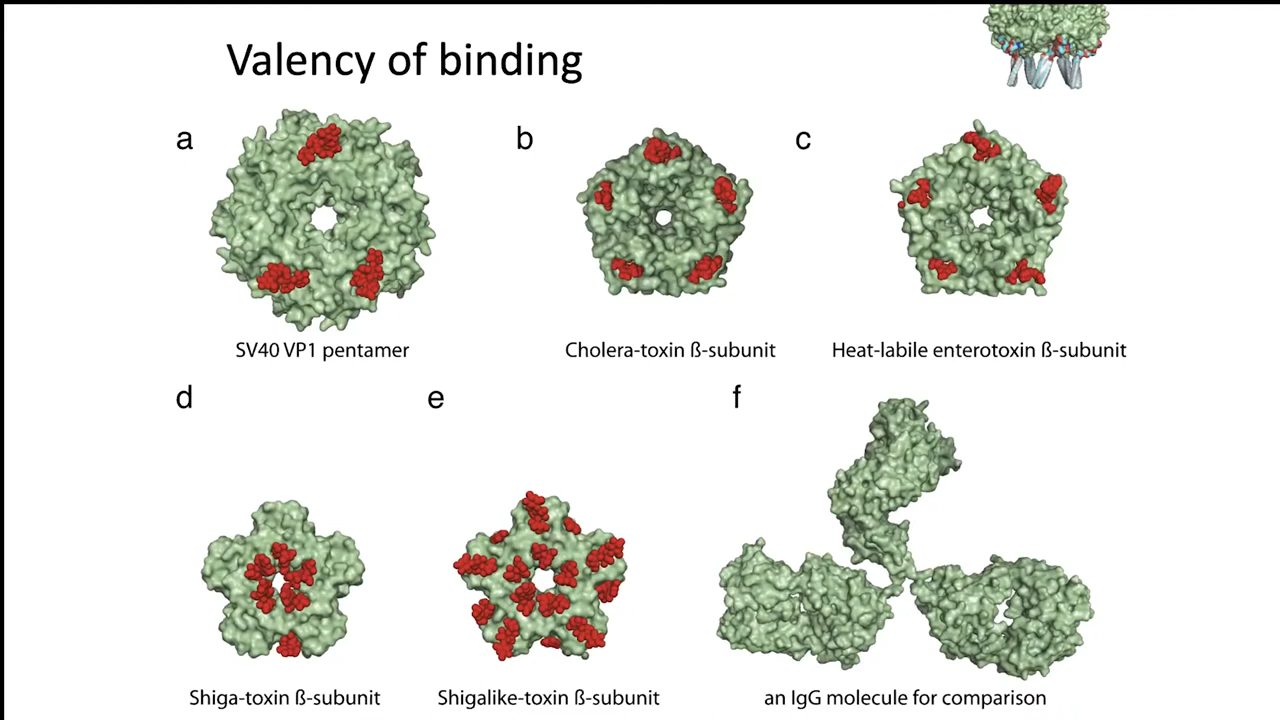 Valency of binding
a
b
c
SV40 VP1 pentamer
Cholera-toxin ß-subunit
Heat-labile enterotoxin ß-subunit
d
e
f
Shiga-toxin ß-subunit
Shigalike-toxin ß-subunit
an IgG molecule for comparison